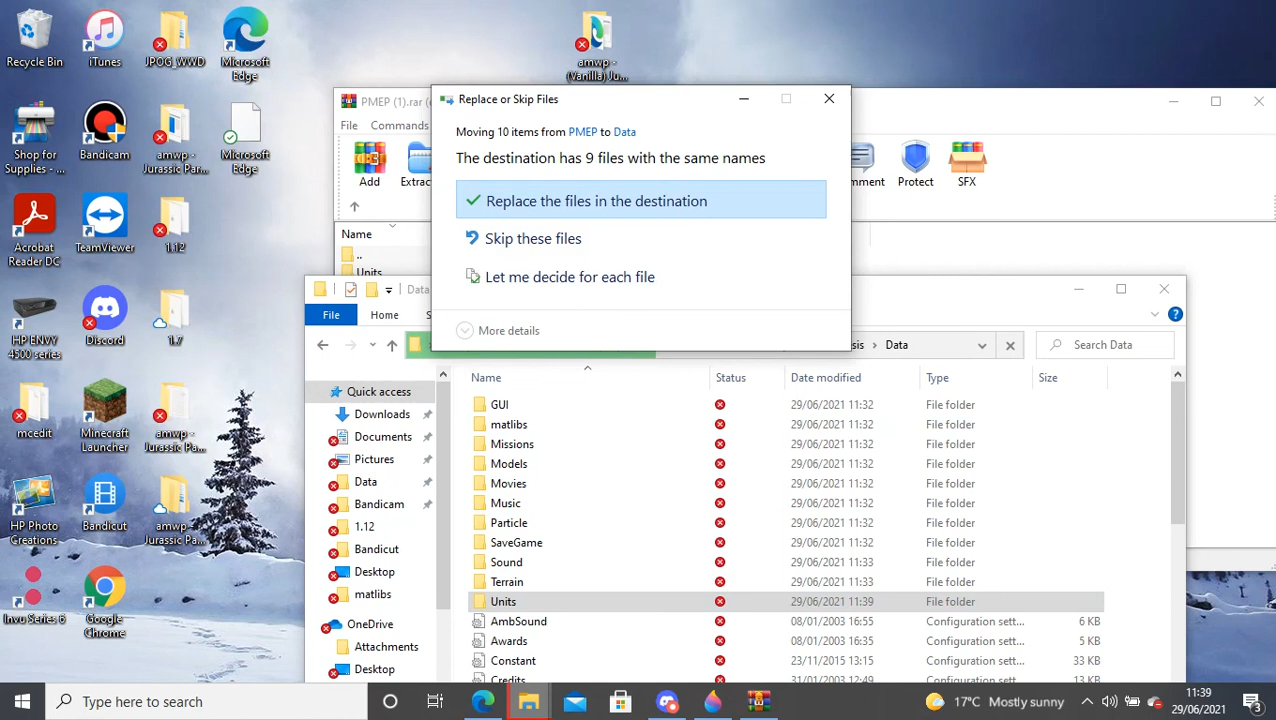 Recycle Bin
iTunes
JPOG_WWD
Microsoft
Edge
amwp -
(Vanilla) Ju...
Shop for
Supplies - ...
Bandicam
amwp -
Jurassic Par...
Microsoft
Edge
Acrobat
Reader DC
TeamViewer
1.12
HP ENVY
4500 series
Discord
1.7
mcedit
Minecraft
Launcher
amwp -
Jurassic Pa...
HP Photo
Creations
Bandicut
amwp -
Jurassic Pa...
Invu Series 6
Google
Chrome
PMEP (1).rar (
File Commands
Add
Extrac
mment
Protect
SFX
Name
..
Units
Replace or Skip Files
Moving 10 items from PMEP to Data
The destination has 9 files with the same names
Replace the files in the destination
Skip these files
Let me decide for each file
More details
Data
File Home S
sis > Data
Search Data
Name Status Date modified Type Size
Quick access
Downloads
Documents
Pictures
Data
Bandicam
1.12
Bandicut
Desktop
matlibs
OneDrive
Attachments
Desktop
GUI 29/06/2021 11:32 File folder
matlibs 29/06/2021 11:32 File folder
Missions 29/06/2021 11:32 File folder
Models 29/06/2021 11:32 File folder
Movies 29/06/2021 11:32 File folder
Music 29/06/2021 11:32 File folder
Particle 29/06/2021 11:32 File folder
SaveGame 29/06/2021 11:32 File folder
Sound 29/06/2021 11:33 File folder
Terrain 29/06/2021 11:33 File folder
Units 29/06/2021 11:39 File folder
AmbSound 08/01/2003 16:55 Configuration sett... 6 KB
Awards 08/01/2003 16:35 Configuration sett... 4 KB
Constant 23/11/2015 13:15 Configuration sett... 33 KB
Credits 31/01/2003 12:49 Configuration sett... 13 KB
Type here to search
17°C Mostly sunny
11:39
29/06/2021
3